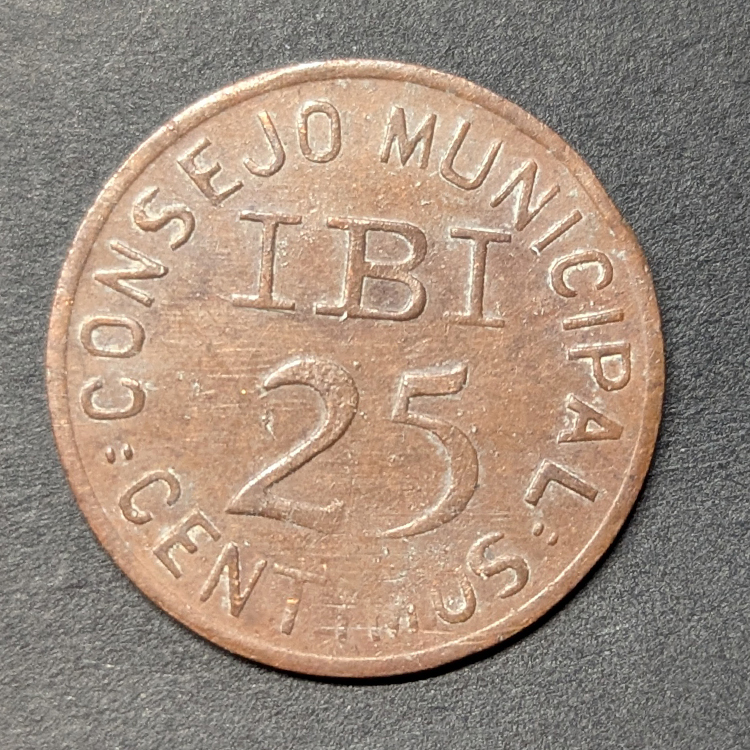 CONSEJO MUNICIPAL
IBI
25
: CENTIMOS :